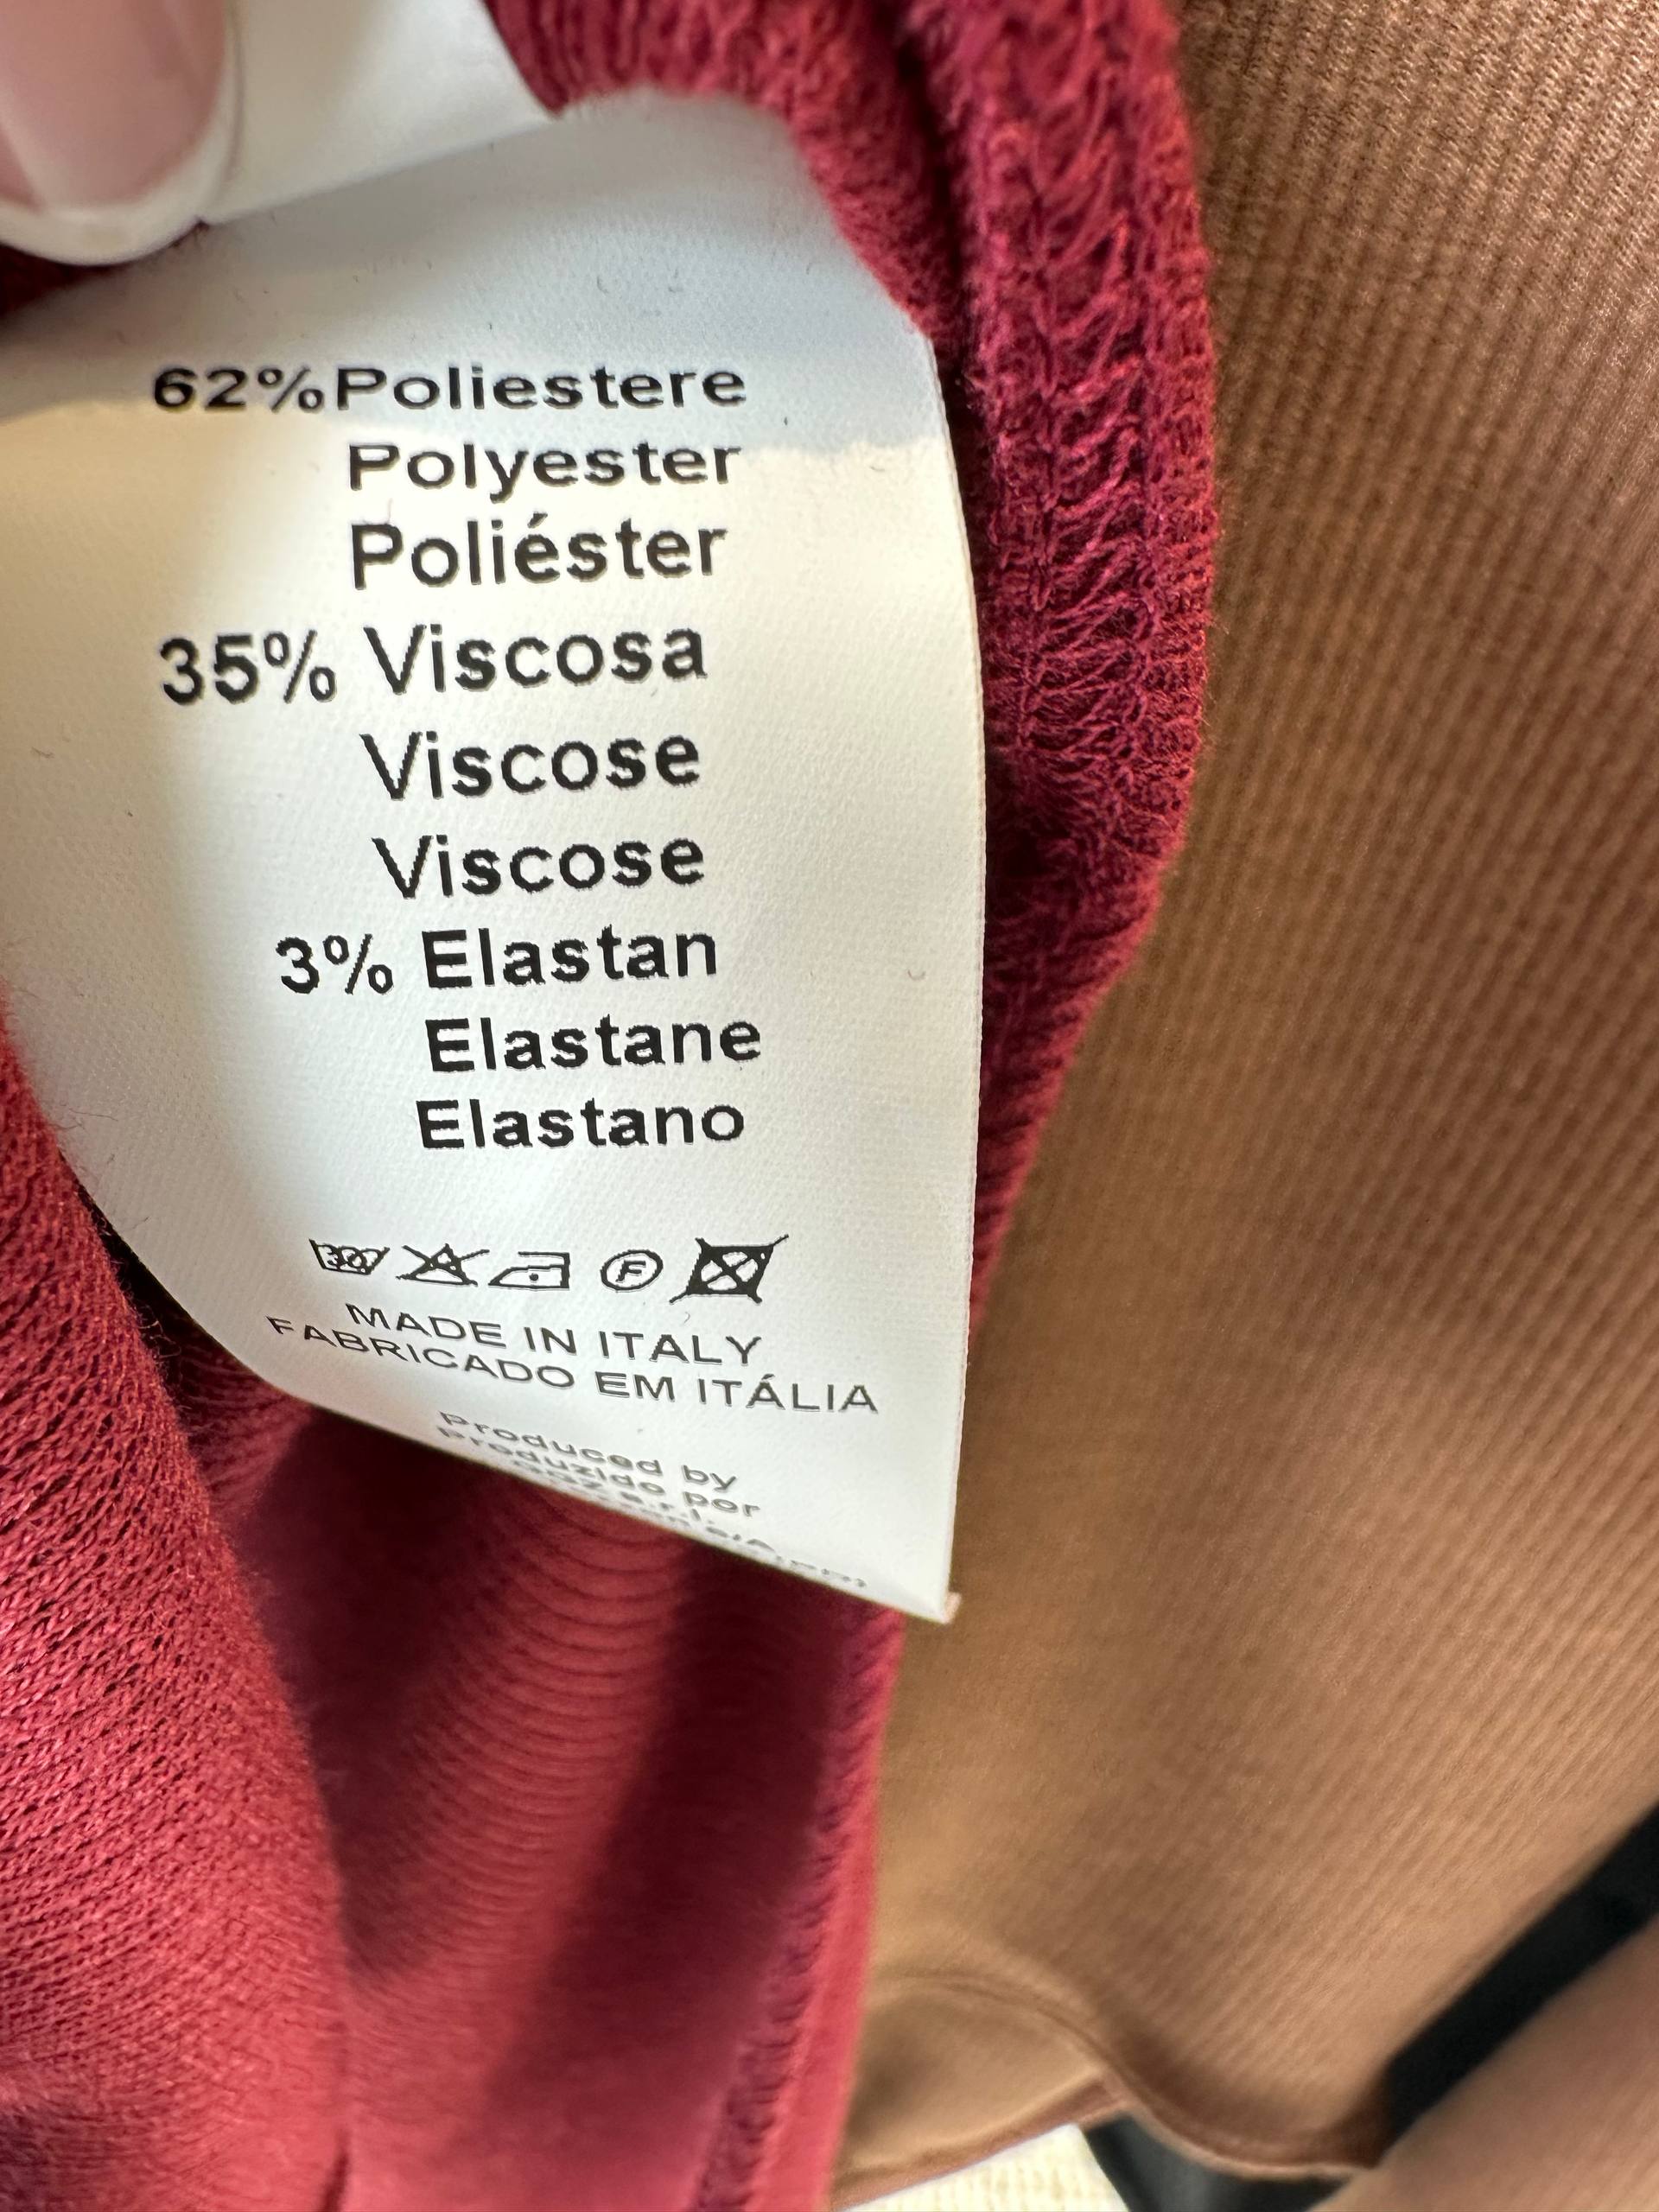 62%Poliestere
Polyester
Poliéster
35% Viscosa
Viscose
Viscose
3% Elastan
Elastane
Elastano
30
F
MADE IN ITALY
FABRICADO EM ITÁLIA
Produced by
Produzido por
s.r.l.